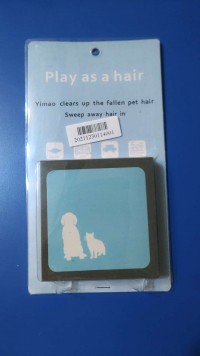 Play as a hair
Yimao clears up the fallen pet hair
Sweep away hair in